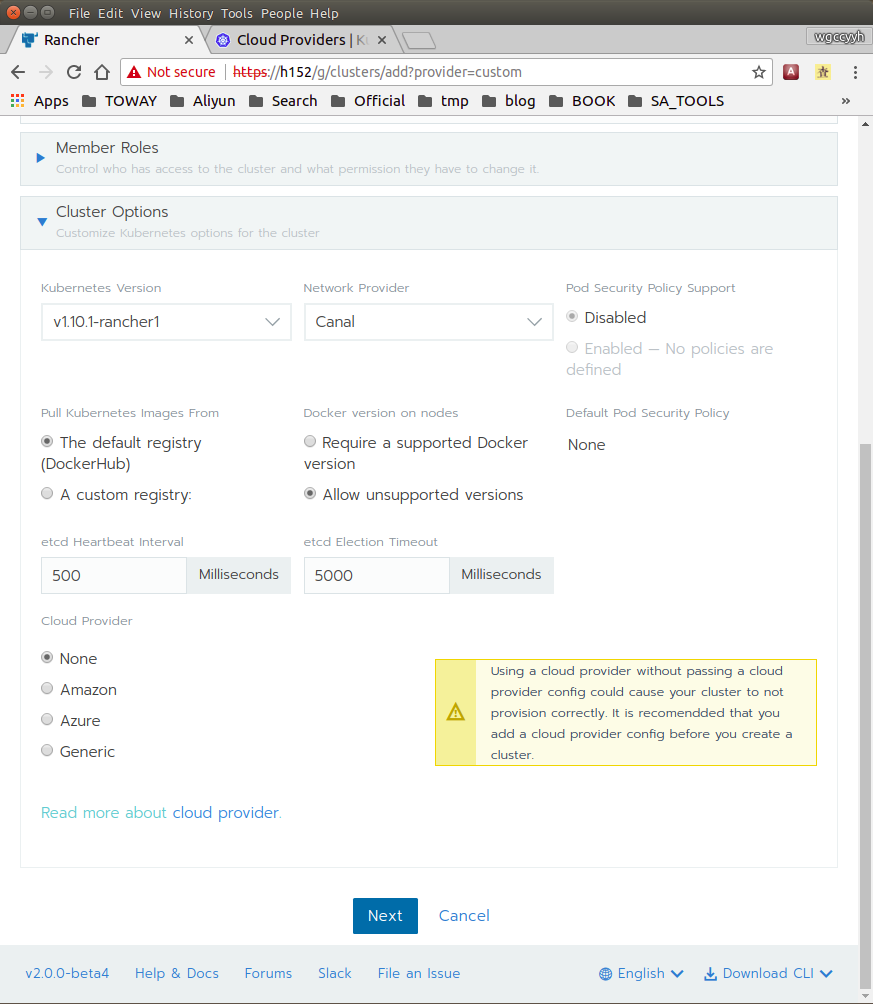 File Edit View History Tools People Help
Rancher
Cloud Providers | K
wgccyyh
Not secure https://h152/g/clusters/add?provider=custom
Apps TOWAY Aliyun Search Official tmp blog BOOK SA_TOOLS »
Member Roles
Control who has access to the cluster and what permission they have to change it.
Cluster Options
Customize Kubernetes options for the cluster
Kubernetes Version
Network Provider
Pod Security Policy Support
v1.10.1-rancher1
Canal
Disabled
Enabled — No policies are
defined
Pull Kubernetes Images From
Docker version on nodes
Default Pod Security Policy
The default registry
(DockerHub)
Require a supported Docker
version
None
A custom registry:
Allow unsupported versions
etcd Heartbeat Interval
etcd Election Timeout
500 Milliseconds
5000 Milliseconds
Cloud Provider
None
Amazon
Azure
Generic
Using a cloud provider without passing a cloud
provider config could cause your cluster to not
provision correctly. It is recomendded that you
add a cloud provider config before you create a
cluster.
Read more about cloud provider.
Next Cancel
v2.0.0-beta4 Help & Docs Forums Slack File an Issue English Download CLI